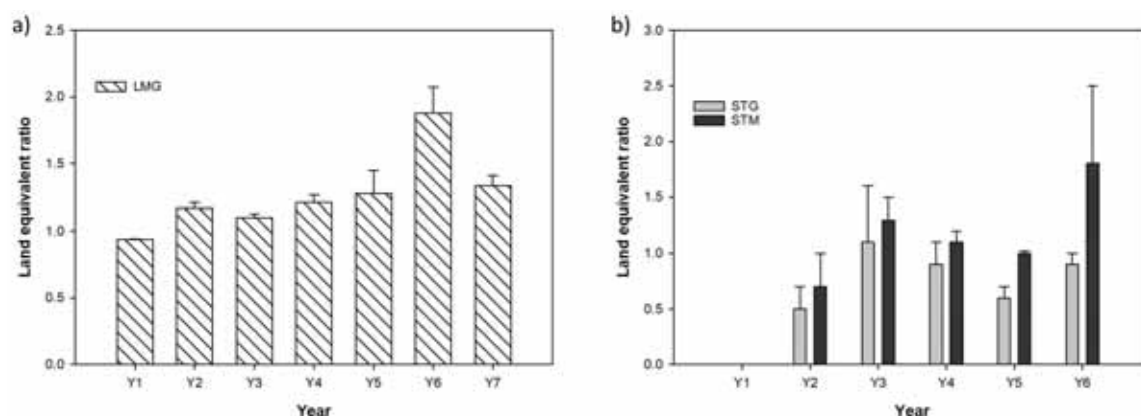 a)
2.5
2.0
1.5
1.0
0.5
0.0
Land equivalent ratio
LMG
Y1 Y2 Y3 Y4 Y5 Y6 Y7
Year
b)
3.0
2.5
2.0
1.5
1.0
0.5
0.0
Land equivalent ratio
STG
STM
Y1 Y2 Y3 Y4 Y5 Y6
Year